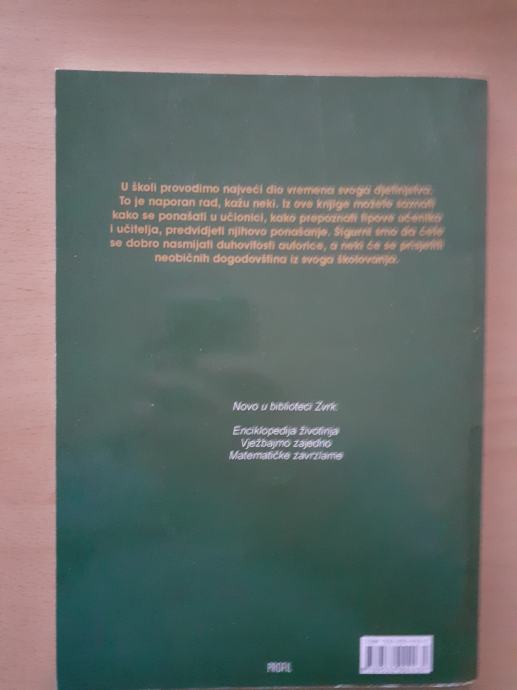 U školi provodimo najveći dio vremena svoga djetinjstva.
To je naporan rad, kažu neki. Iz ove knjige možete saznati
kako se ponašati u učionici, kako prepoznati tipove učenika
i učitelja, predvidjeti njihovo ponašanje. Sigurni smo da ćete
se dobro nasmijati duhovitosti autorice, a neki će se prisjetiti
neobičnih dogodovština iz svoga školovanja.
Novo u biblioteci Zvrk:
Enciklopedija životinja
Vježbajmo zajedno
Matematičke zavrzlame
PROFIL